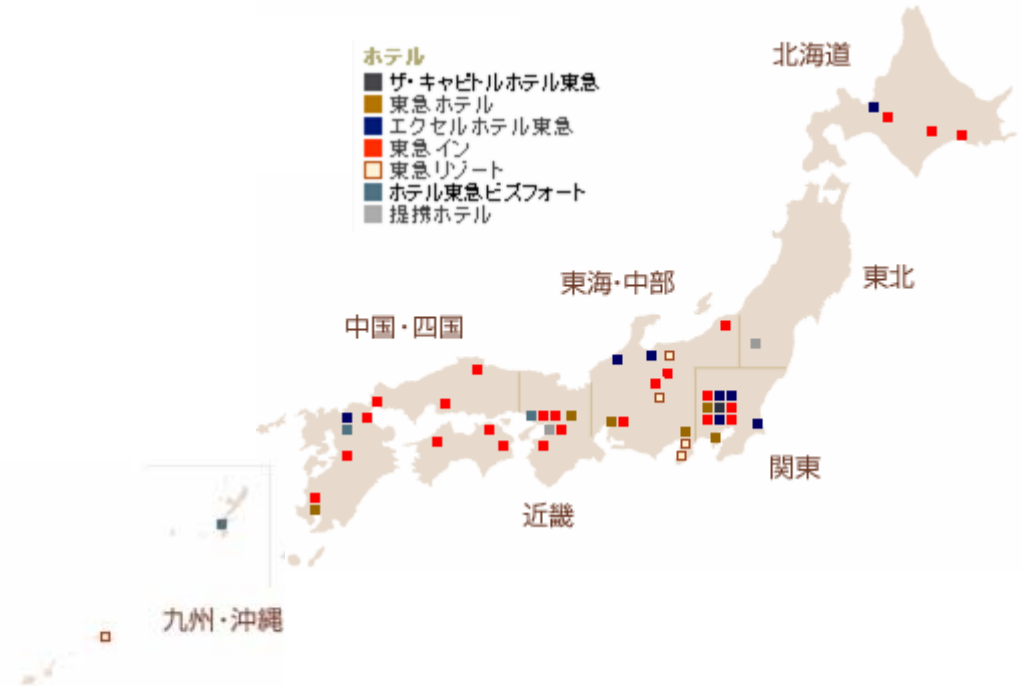 北海道
ホテル
ザ・キャピトルホテル東急
東急ホテル
エクセルホテル東急
東急イン
東急リゾート
ホテル東急ビズフォート
提携ホテル
東海・中部
東北
中国・四国
関東
近畿
九州・沖縄